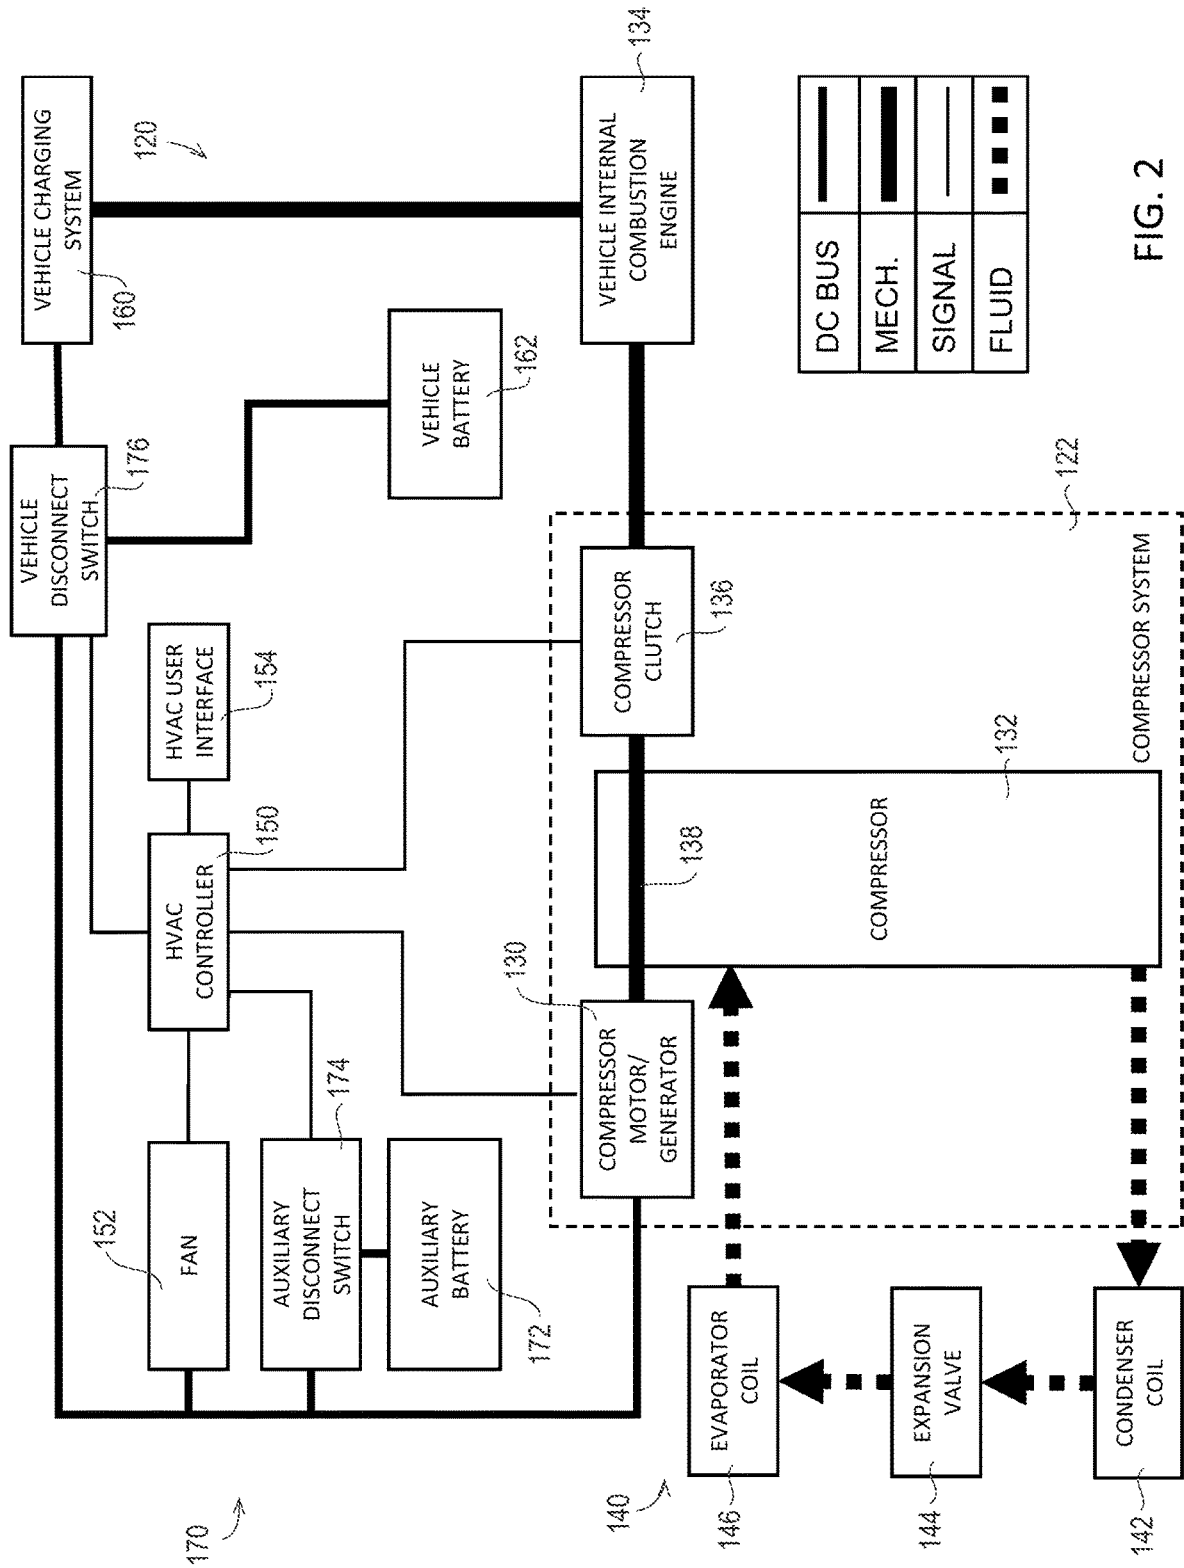 170
152
FAN
AUXILIARY
DISCONNECT
SWITCH
174
AUXILIARY
BATTERY
172
HVAC
CONTROLLER
150
HVAC USER
INTERFACE
154
VEHICLE
DISCONNECT
SWITCH
176
VEHICLE CHARGING
SYSTEM
160
120
VEHICLE
BATTERY
162
140
COMPRESSOR
MOTOR/
GENERATOR
130
138
COMPRESSOR
CLUTCH
136
VEHICLE INTERNAL
COMBUSTION
ENGINE
134
EVAPORATOR
COIL
146
EXPANSION
VALVE
144
CONDENSER
COIL
142
COMPRESSOR
132
COMPRESSOR SYSTEM
122
DC BUS
MECH.
SIGNAL
FLUID
FIG. 2